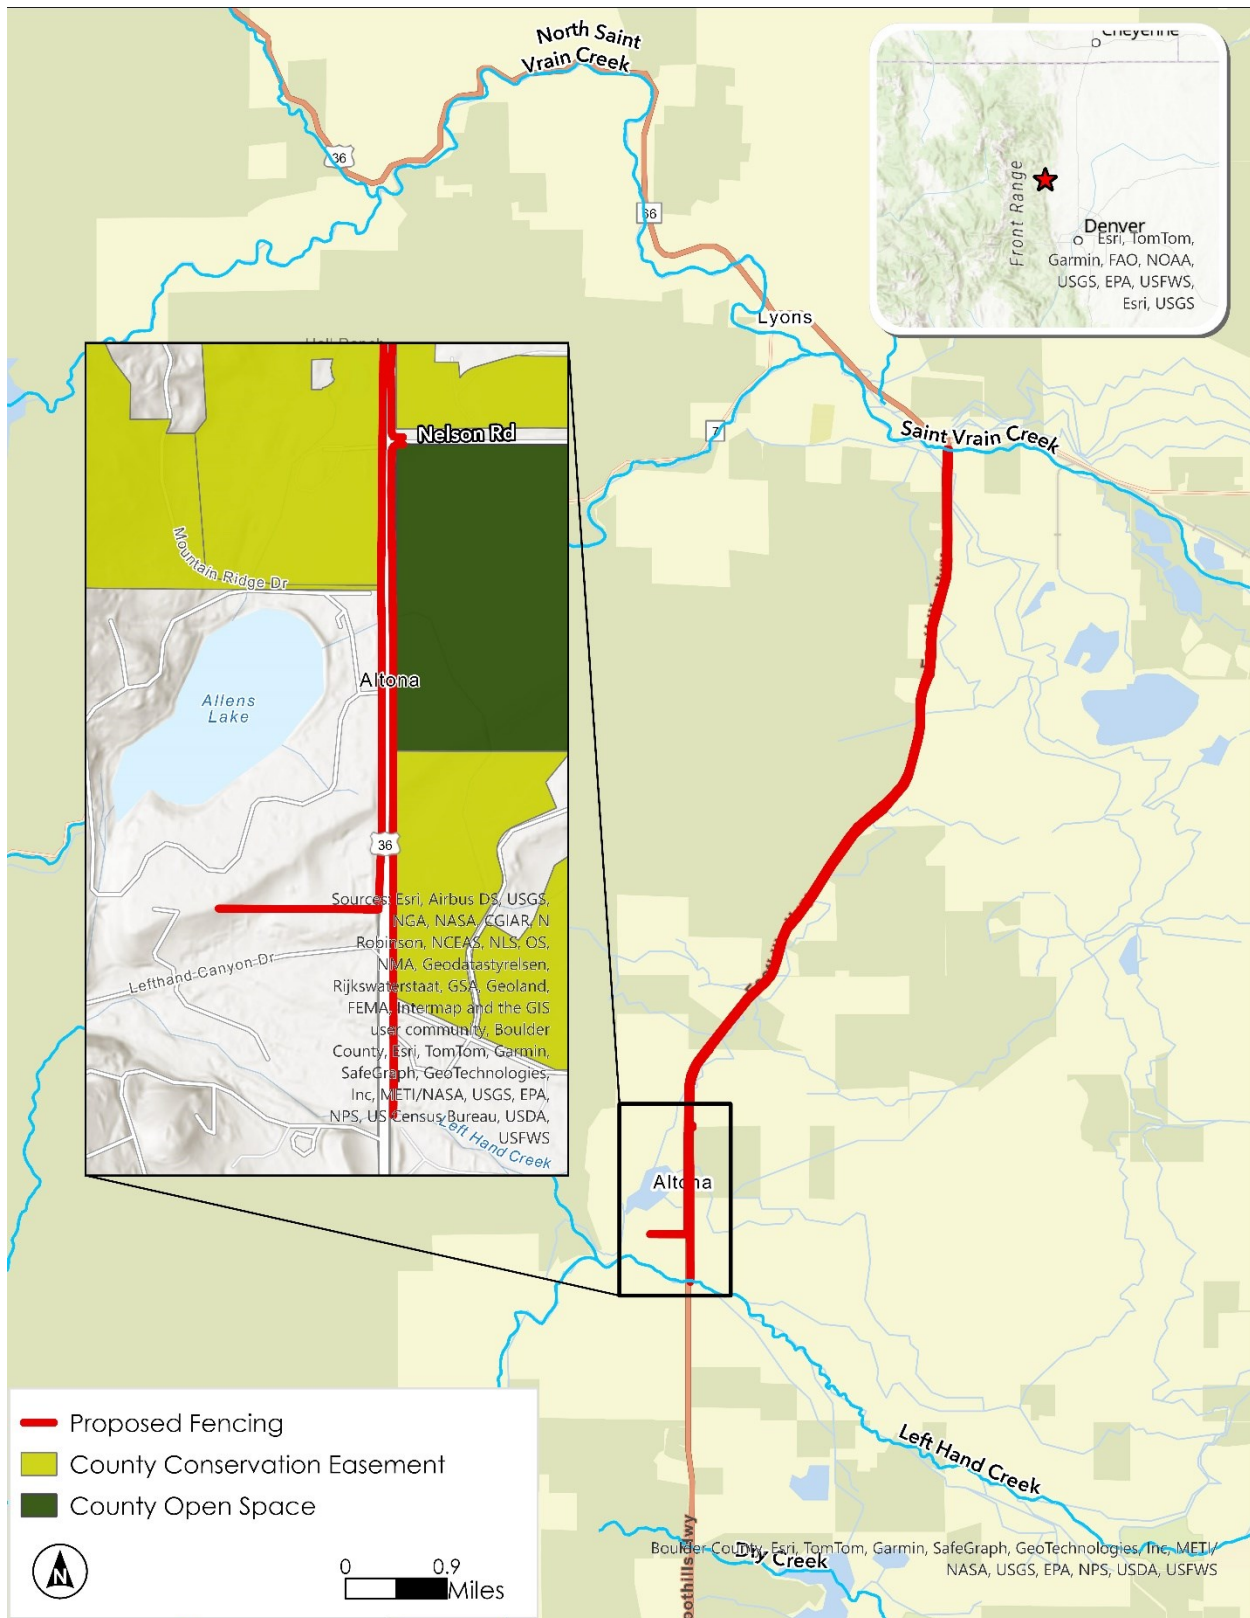 North Saint
Vrain Creek
36
66
Lyons
7
Saint Vrain Creek
Cheyenne
Front Range
Denver
Esri, TomTom,
Garmin, FAO, NOAA,
USGS, EPA, USFWS,
Esri, USGS
Nelson Rd
Mountain Ridge Dr
Allens
Lake
Altona
36
Lefthand Canyon Dr
Sources: Esri, Airbus DS, USGS,
NGA, NASA, CGIAR, N
Robinson, NCEAS, NLS, OS,
NMA, Geodatastyrelsen,
Rijkswaterstaat, GSA, Geoland,
FEMA, Intermap and the GIS
user community, Boulder
County, Esri, TomTom, Garmin,
SafeGraph, GeoTechnologies,
Inc, METI/NASA, USGS, EPA,
NPS, US Census Bureau, USDA,
USFWS
Left Hand Creek
Altona
Left Hand Creek
Dry Creek
oothills Hwy
Proposed Fencing
County Conservation Easement
County Open Space
N
0 0.9
Miles
Boulder County, Esri, TomTom, Garmin, SafeGraph, GeoTechnologies, Inc, METI/
NASA, USGS, EPA, NPS, USDA, USFWS